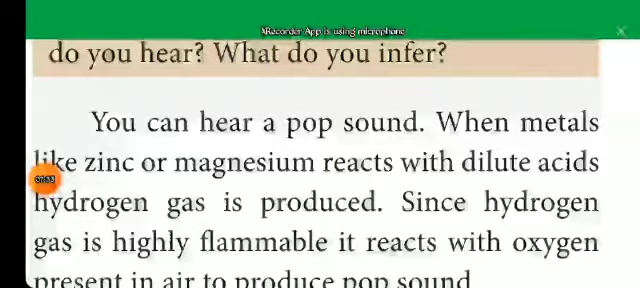 XRecorder App is using microphone
do you hear? What do you infer?
You can hear a pop sound. When metals
like zinc or magnesium reacts with dilute acids
hydrogen gas is produced. Since hydrogen
gas is highly flammable it reacts with oxygen
present in air to produce pop sound